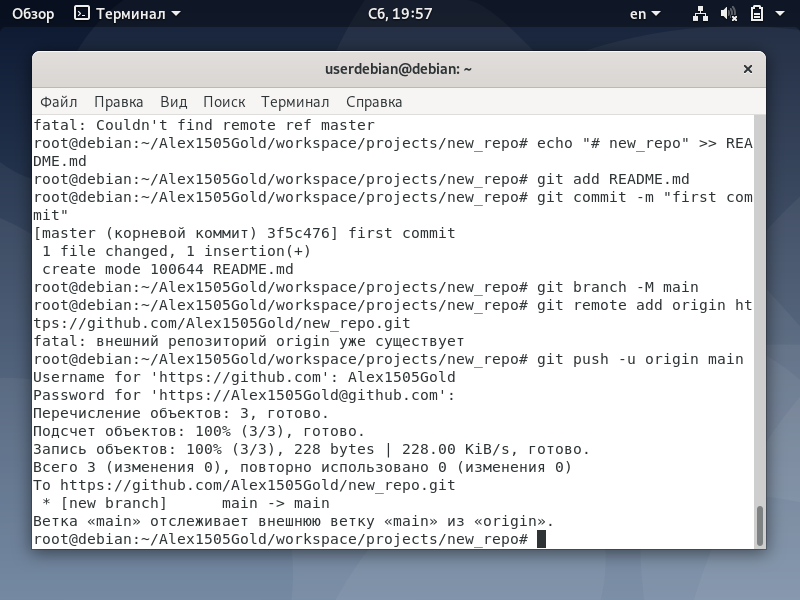 Обзор Терминал Сб, 19:57 en
userdebian@debian: ~ ×
Файл Правка Вид Поиск Терминал Справка
fatal: Couldn't find remote ref master
root@debian:~/Alex1505Gold/workspace/projects/new_repo# echo "# new_repo" >> REA
DME.md
root@debian:~/Alex1505Gold/workspace/projects/new_repo# git add README.md
root@debian:~/Alex1505Gold/workspace/projects/new_repo# git commit -m "first com
mit"
[master (корневой коммит) 3f5c476] first commit
 1 file changed, 1 insertion(+)
 create mode 100644 README.md
root@debian:~/Alex1505Gold/workspace/projects/new_repo# git branch -M main
root@debian:~/Alex1505Gold/workspace/projects/new_repo# git remote add origin ht
tps://github.com/Alex1505Gold/new_repo.git
fatal: внешний репозиторий origin уже существует
root@debian:~/Alex1505Gold/workspace/projects/new_repo# git push -u origin main
Username for 'https://github.com': Alex1505Gold
Password for 'https://Alex1505Gold@github.com':
Перечисление объектов: 3, готово.
Подсчет объектов: 100% (3/3), готово.
Запись объектов: 100% (3/3), 228 bytes | 228.00 KiB/s, готово.
Всего 3 (изменения 0), повторно использовано 0 (изменения 0)
To https://github.com/Alex1505Gold/new_repo.git
 * [new branch]      main -> main
Ветка «main» отслеживает внешнюю ветку «main» из «origin».
root@debian:~/Alex1505Gold/workspace/projects/new_repo#